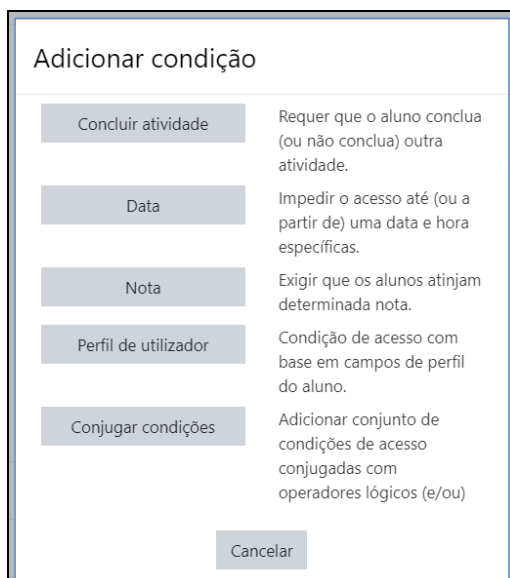 Adicionar condição
Concluir atividade
Requer que o aluno conclua
(ou não conclua) outra
atividade.
Data
Impedir o acesso até (ou a
partir de) uma data e hora
específicas.
Nota
Exigir que os alunos atinjam
determinada nota.
Perfil de utilizador
Condição de acesso com
base em campos de perfil
do aluno.
Conjugar condições
Adicionar conjunto de
condições de acesso
conjugadas com
operadores lógicos (e/ou)
Cancelar